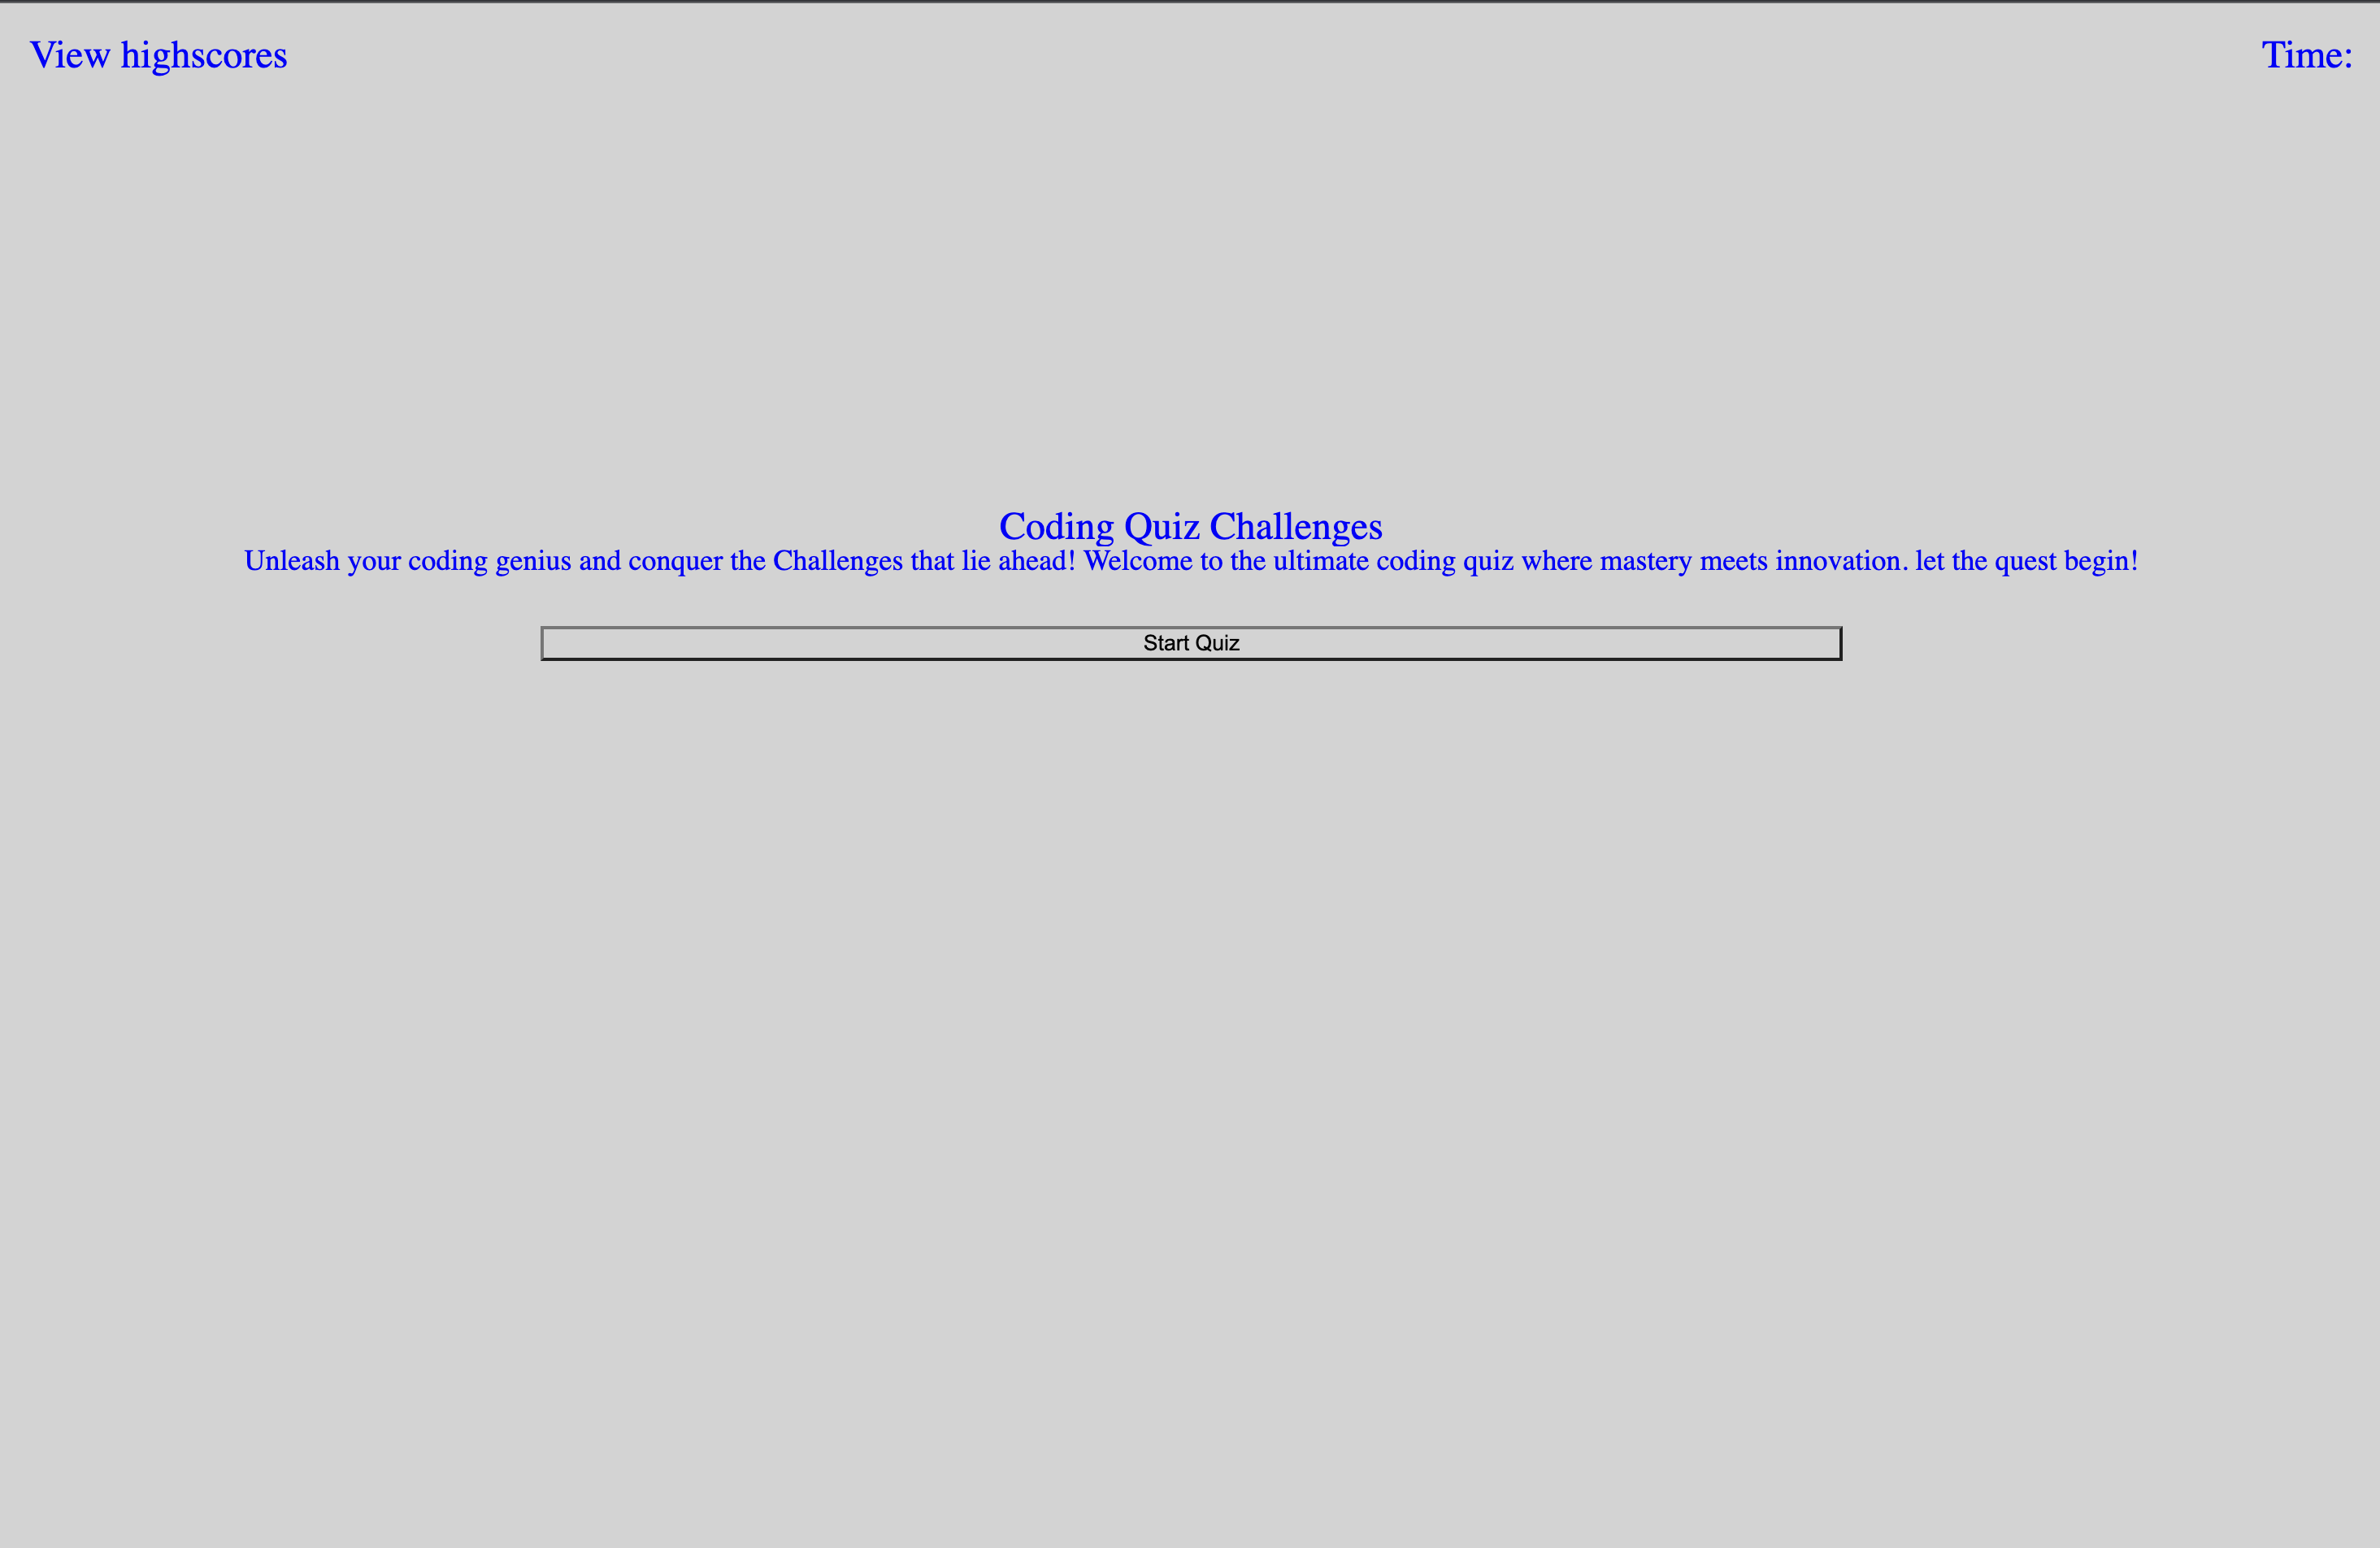 View highscores
Time:
Coding Quiz Challenges
Unleash your coding genius and conquer the Challenges that lie ahead! Welcome to the ultimate coding quiz where mastery meets innovation. let the quest begin!
Start Quiz